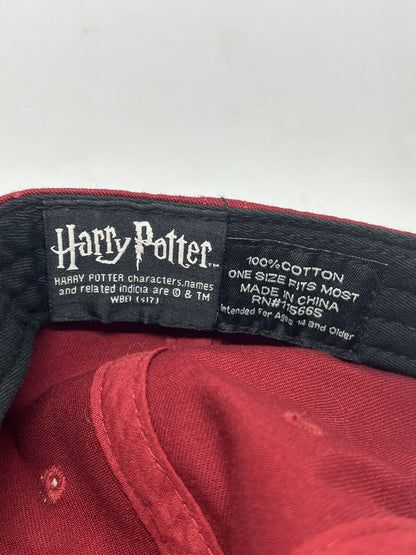 Harry Potter™
HARRY POTTER characters, names
and related indicia are © & TM
WBEI (s17)
100% COTTON
ONE SIZE FITS MOST
MADE IN CHINA
RN#115665
Intended For Ages 14 and Older